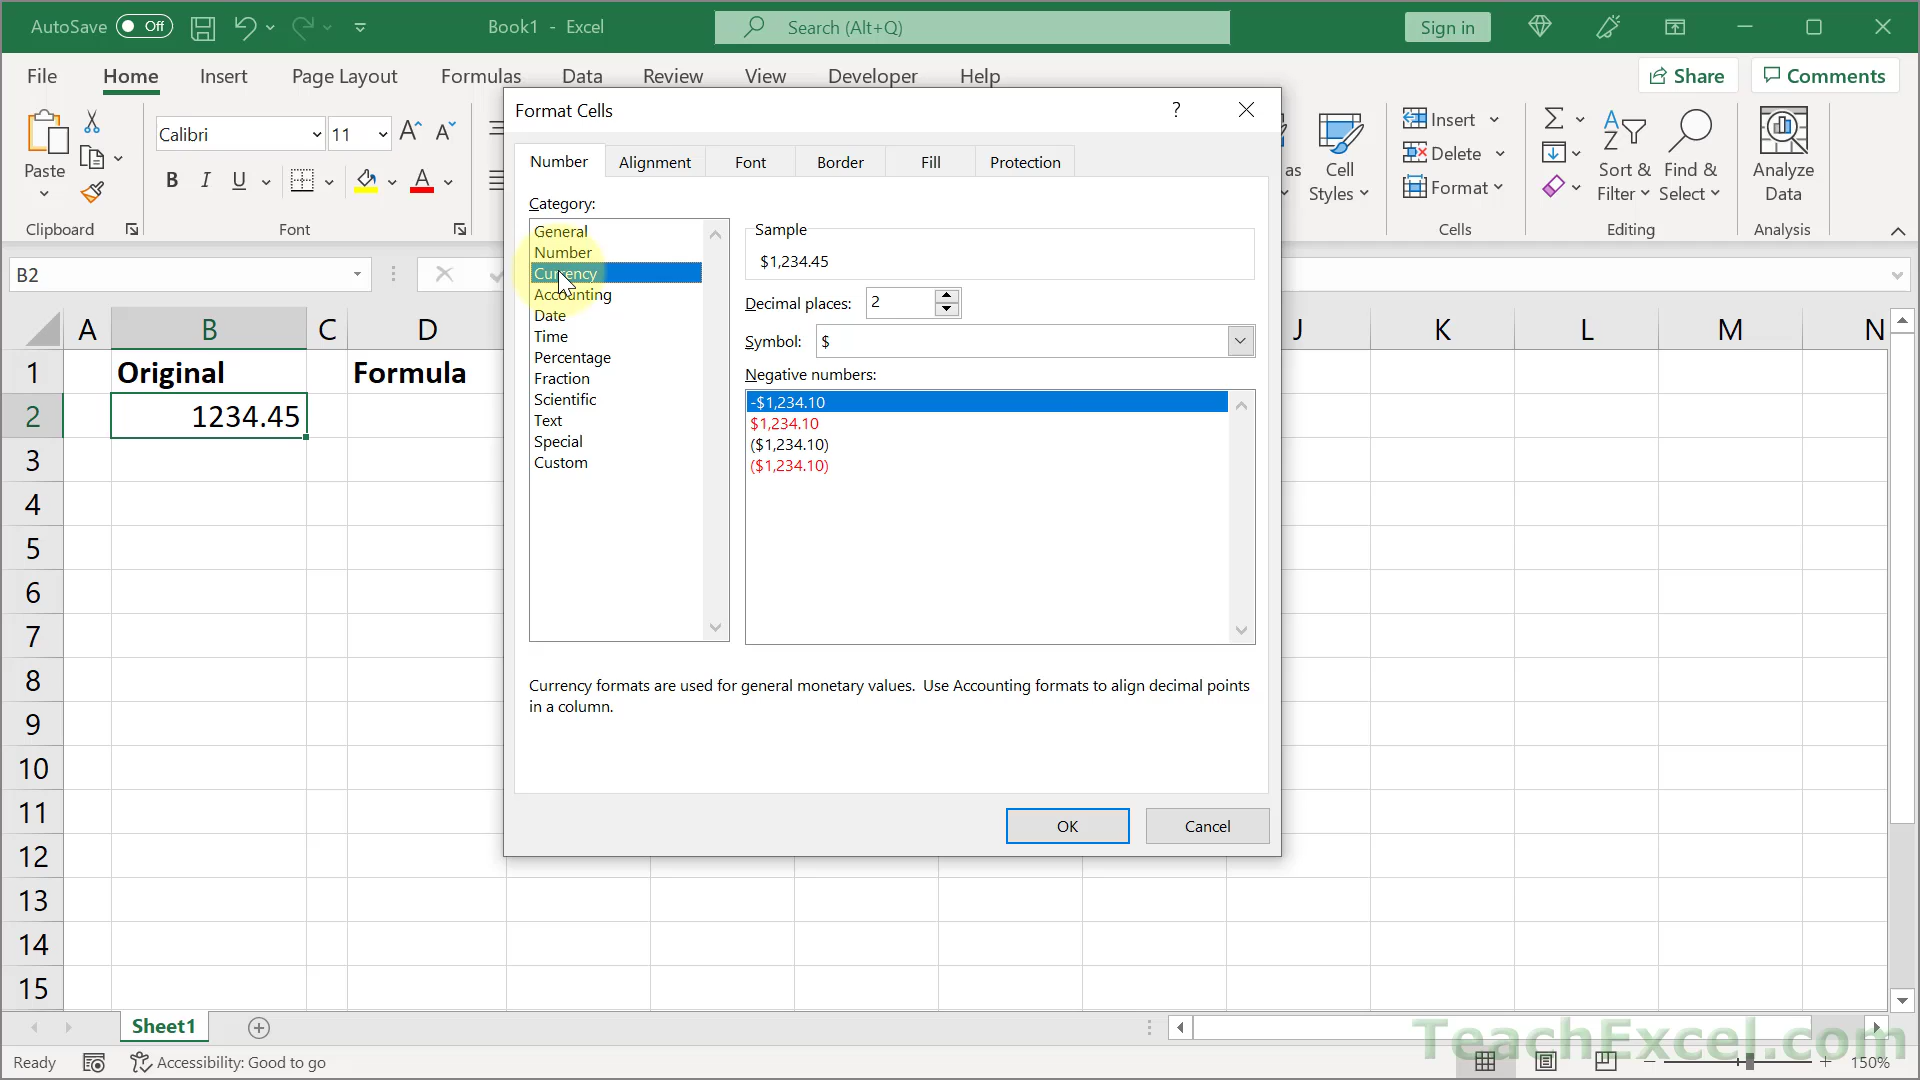 AutoSave Off Book1 - Excel Search (Alt+Q) Sign in
File Home Insert Page Layout Formulas Data Review View Developer Help Share Comments
Paste
Calibri 11
B I U A
Clipboard Font
as Cell Styles
Insert
Delete
Format
Cells
Sort & Filter
Find & Select
Editing
Analyze Data
Analysis
B2
Format Cells ?
Number Alignment Font Border Fill Protection
Category:
General
Number
Currency
Accounting
Date
Time
Percentage
Fraction
Scientific
Text
Special
Custom
Sample
$1,234.45
Decimal places: 2
Symbol: $
Negative numbers:
-$1,234.10
$1,234.10
($1,234.10)
($1,234.10)
Currency formats are used for general monetary values. Use Accounting formats to align decimal points
in a column.
OK Cancel
A B C D J K L M N
1 Original Formula
2 1234.45
3
4
5
6
7
8
9
10
11
12
13
14
15
Sheet1
TeachExcel.com
Ready Accessibility: Good to go 150%